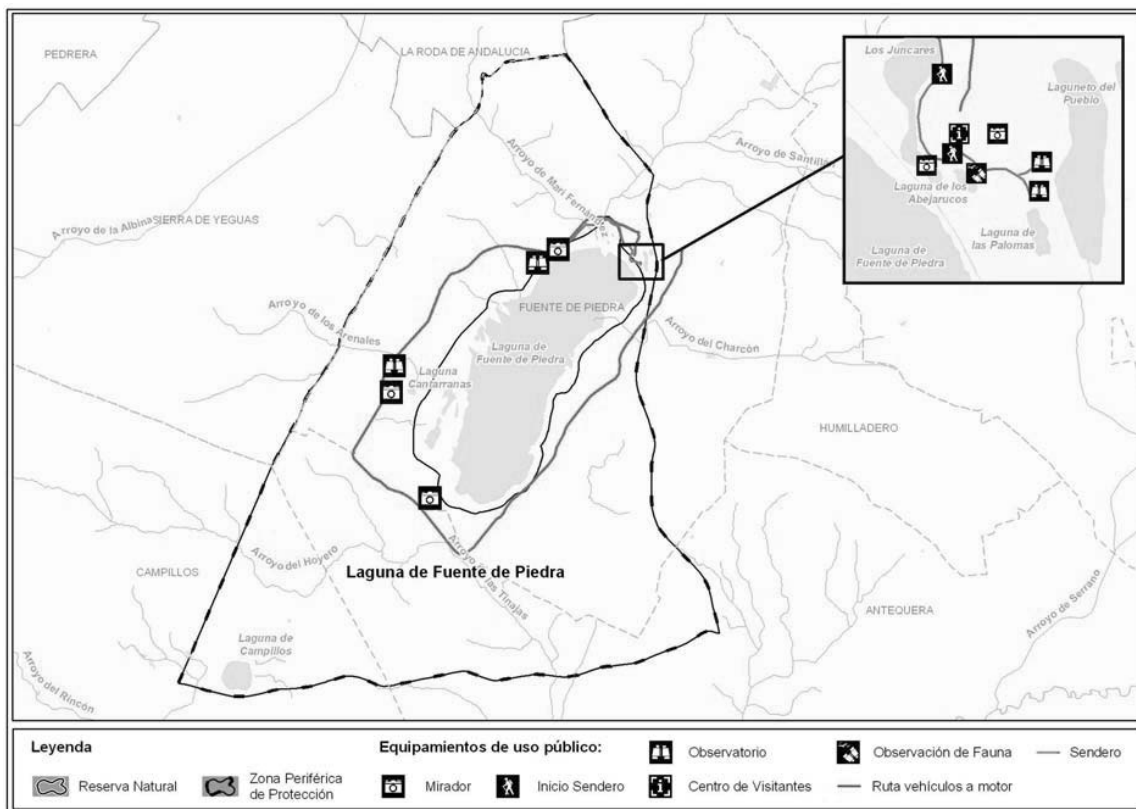 PEDRERA
LA RODA DE ANDALUCIA
Los Juncares
Laguneto del
Pueblo
Arroyo de Santillán
Arroyo de Mari Fernández
Laguna de los
Abejarucos
Laguna de
las Palomas
Laguna de
Fuente de Piedra
Arroyo de la Albina
SIERRA DE YEGUAS
FUENTE DE PIEDRA
Arroyo de los Arenales
Arroyo del Charcón
Laguna de
Fuente de Piedra
Laguna
Cantarranas
HUMILLADERO
Arroyo del Hoyero
Arroyo de las Tinajas
CAMPILLOS
Laguna de Fuente de Piedra
ANTEQUERA
Arroyo de Serrano
Laguna de
Campillos
Arroyo del Rincón
Leyenda
Reserva Natural
Zona Periférica
de Protección
Equipamientos de uso público:
Mirador
Inicio Sendero
Observatorio
Centro de Visitantes
Observación de Fauna
Ruta vehículos a motor
Sendero